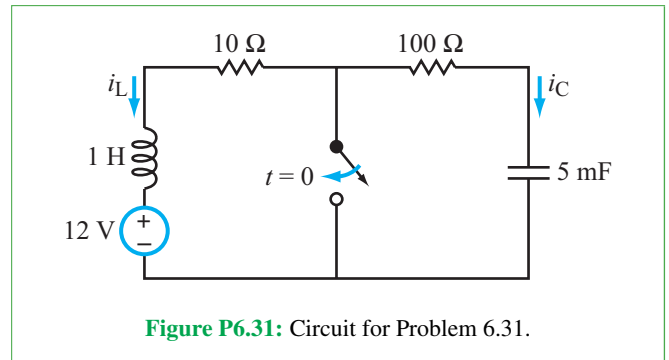 10 Ω 100 Ω
iL iC
1 H
t = 0 5 mF
12 V + −
Figure P6.31: Circuit for Problem 6.31.